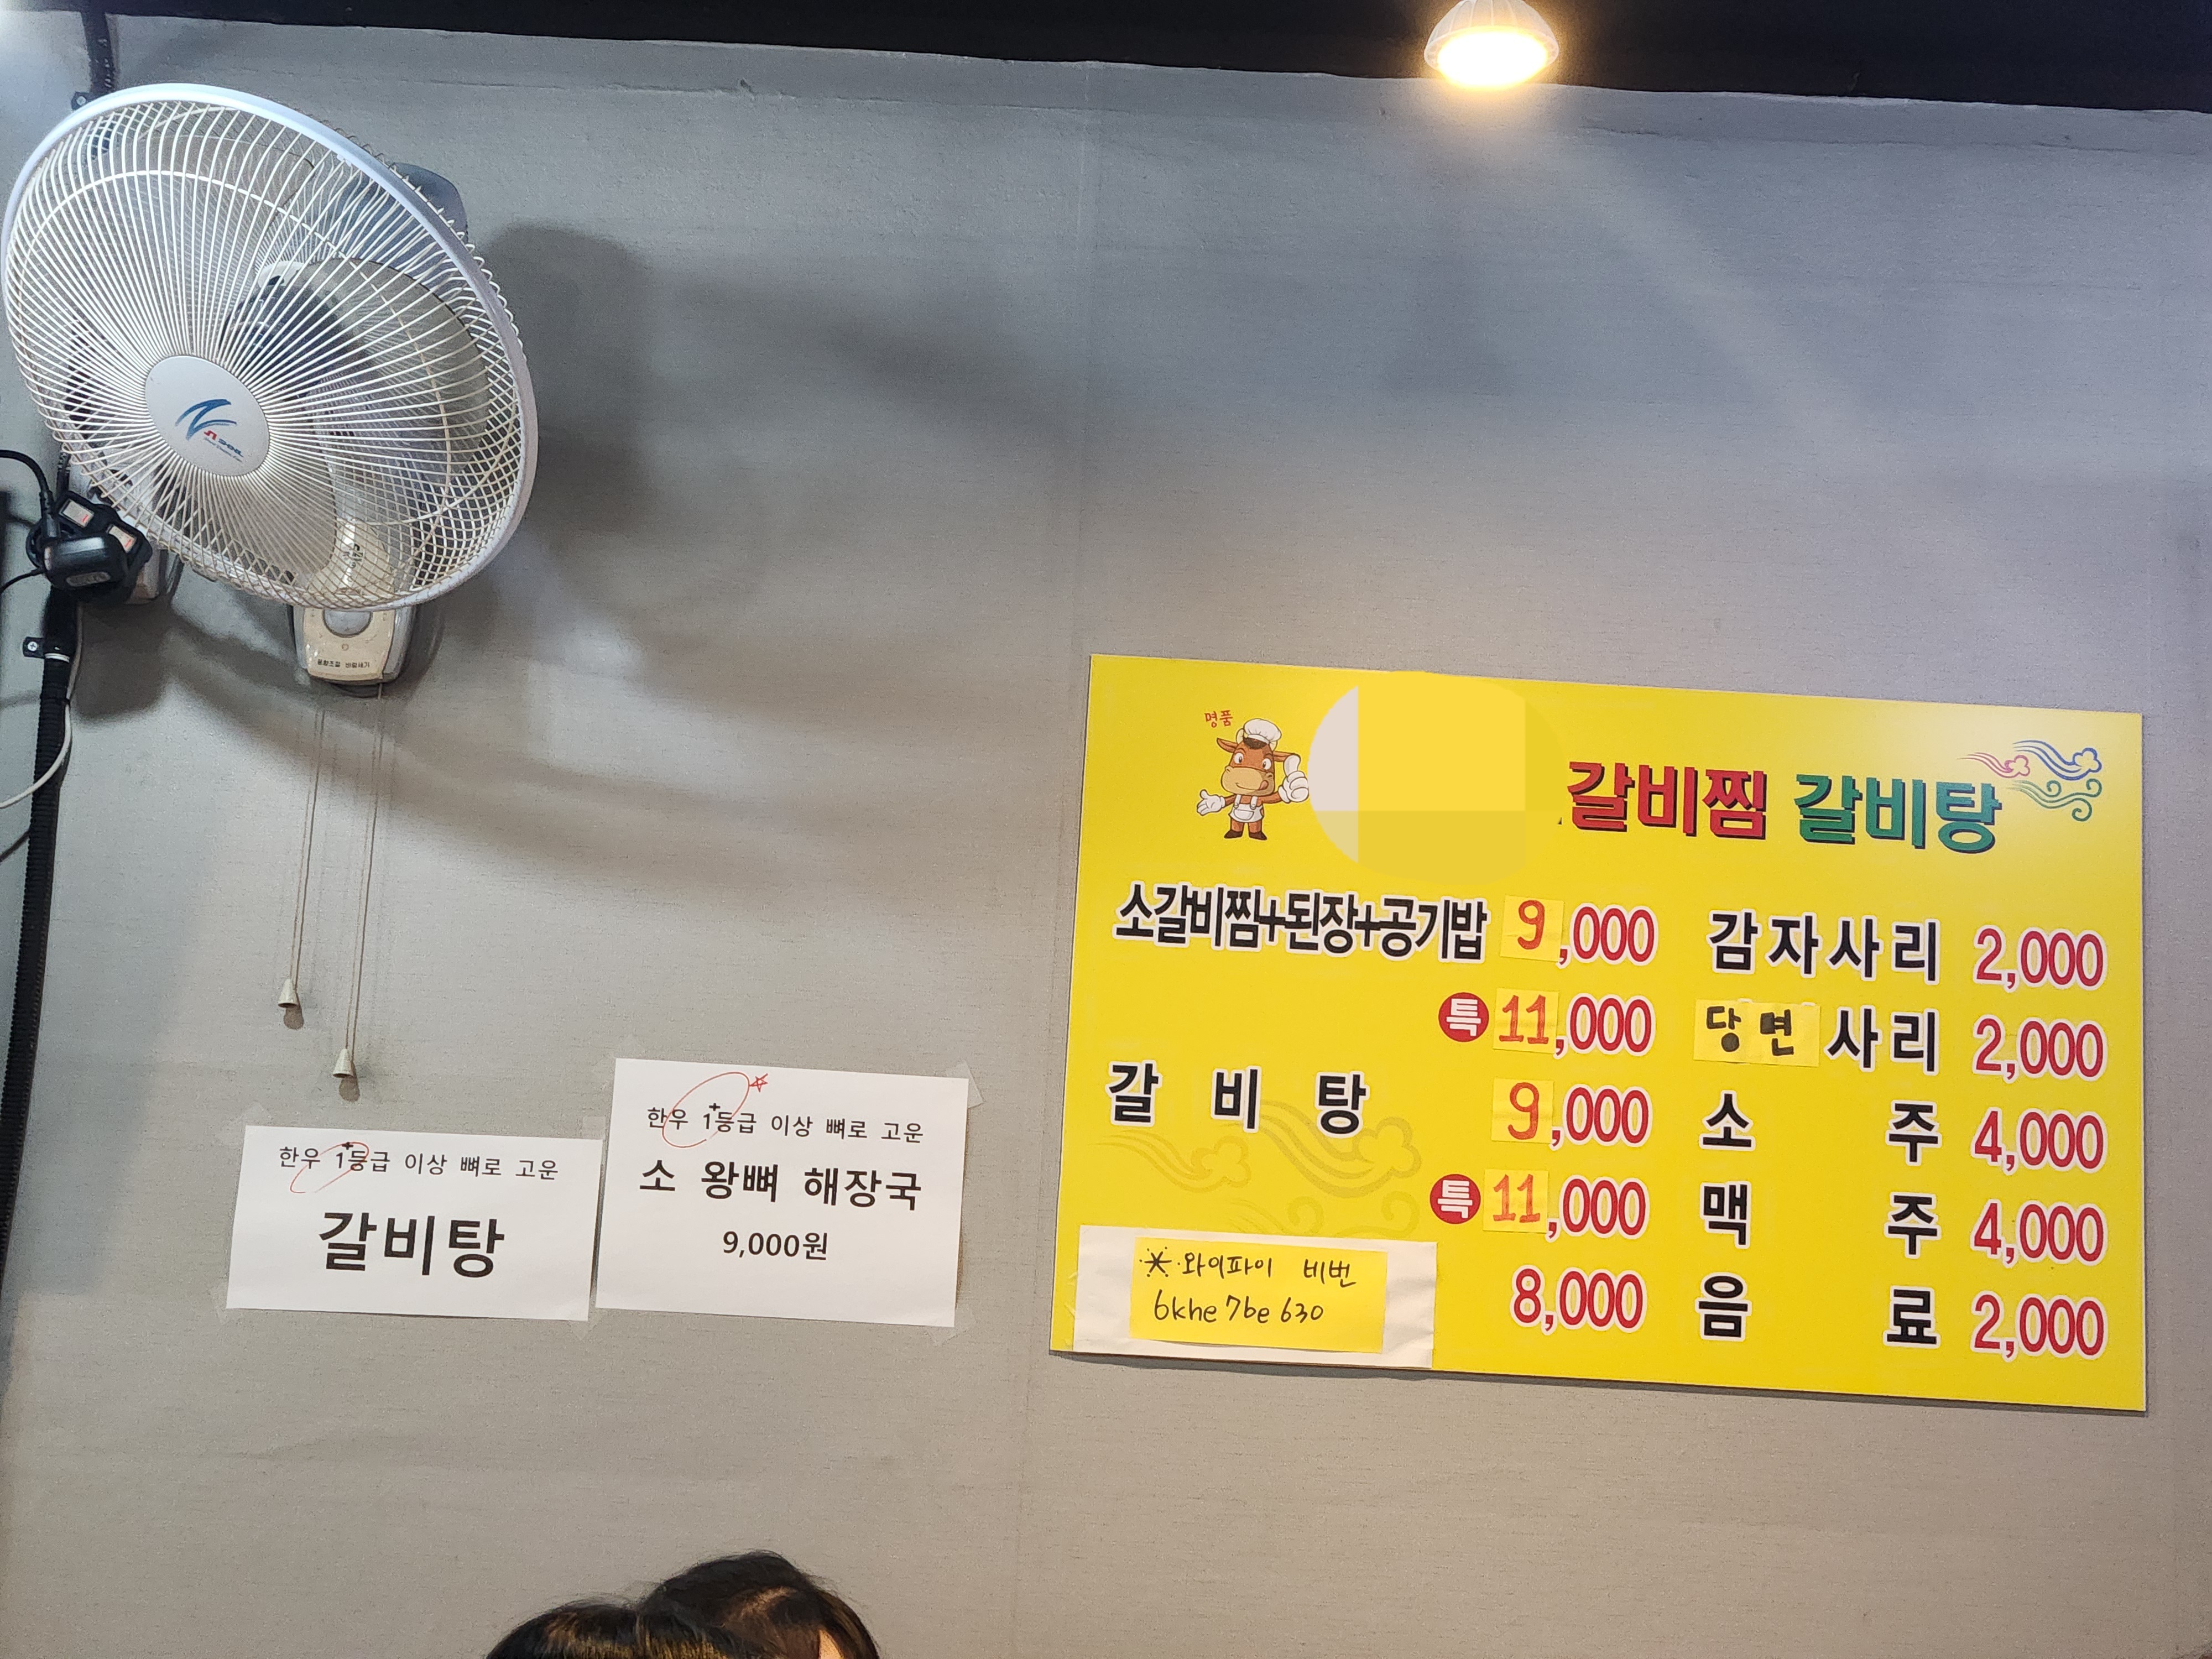 한우 1+등급 이상 뼈로 고운
갈비탕
한우 1+등급 이상 뼈로 고운
소 왕뼈 해장국
9,000원
명품
갈비찜 갈비탕
소갈비찜+된장+공기밥 9,000
특 11,000
갈비탕 9,000
특 11,000
8,000
※ 와이파이 비번
6khe7be630
감자사리 2,000
당면사리 2,000
소주 4,000
맥주 4,000
음료 2,000